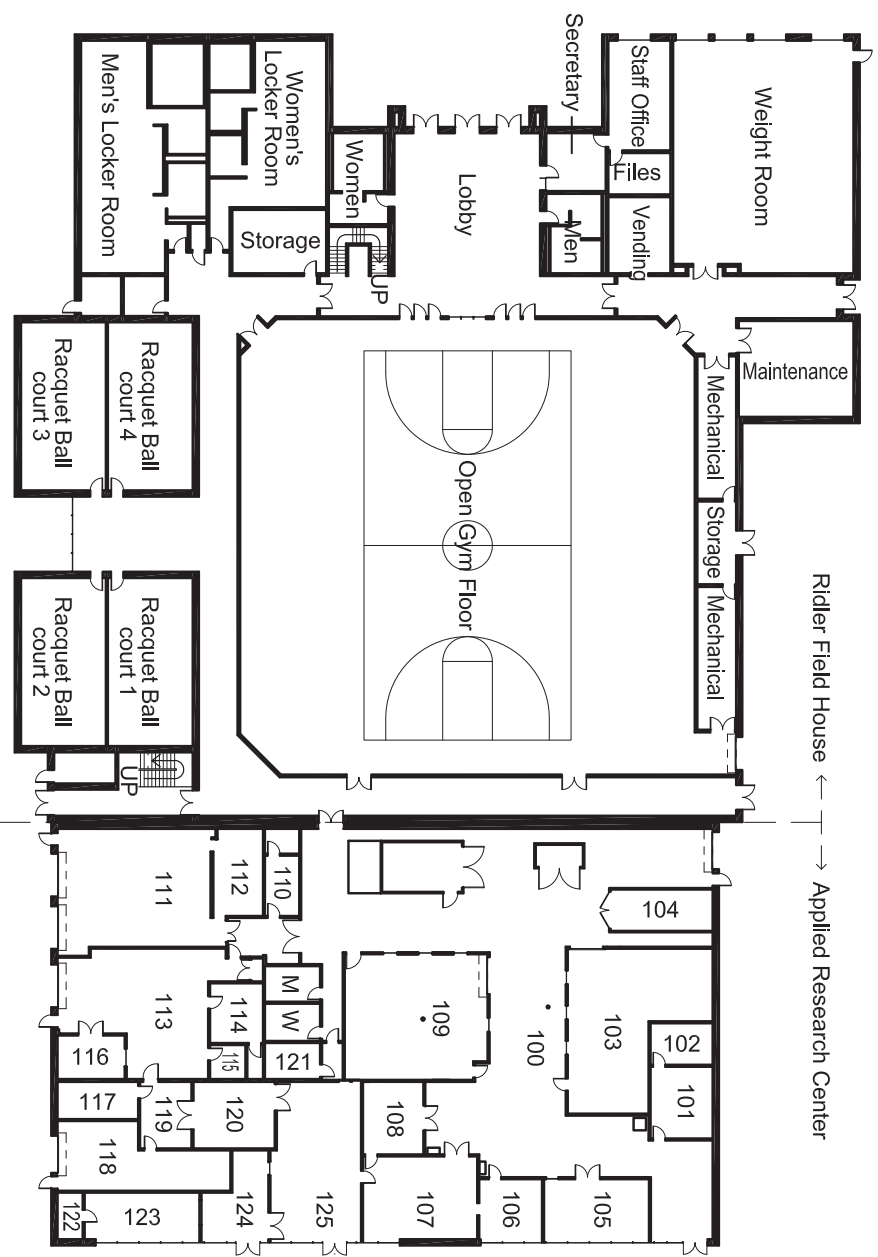 Secretary
Staff Office
Files
Weight Room
Men's Locker Room
Women's
Locker Room
Women
Lobby
Men
Vending
Storage
UP
Maintenance
Racquet Ball
court 3
Racquet Ball
court 4
Mechanical
Open Gym Floor
Storage
Mechanical
Racquet Ball
court 2
Racquet Ball
court 1
UP
Ridler Field House ←
→ Applied Research Center
111
112
110
104
113
114
115
M
W
121
109
100
103
102
101
116
117
119
120
118
108
122
123
124
125
107
106
105